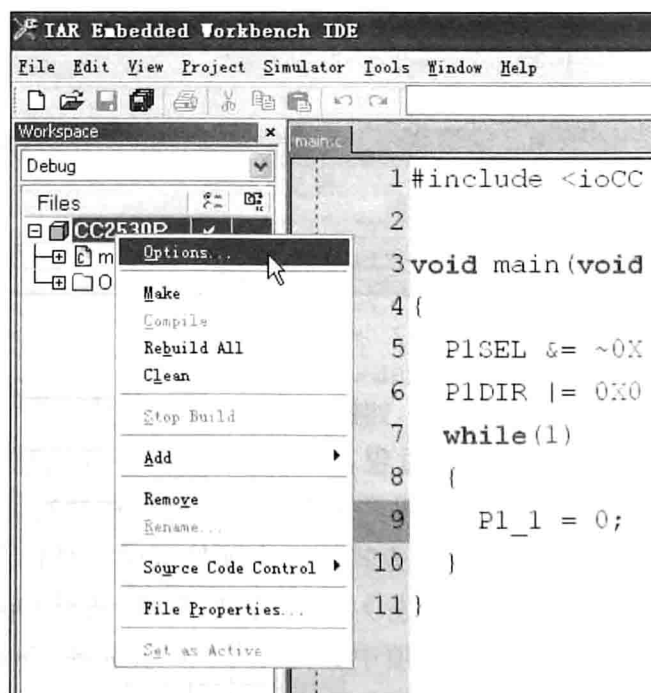 IAR Embedded Workbench IDE
File Edit View Project Simulator Tools Window Help
Workspace
main.c
Debug
Files
CC2530P
m
O
Options...
Make
Compile
Rebuild All
Clean
Stop Build
Add
Remove
Rename...
Source Code Control
File Properties...
Set as Active
1 #include <ioCC
2
3 void main(void
4 {
5 P1SEL &= ~0X
6 P1DIR |= 0X0
7 while(1)
8 {
9 P1_1 = 0;
10 }
11 }